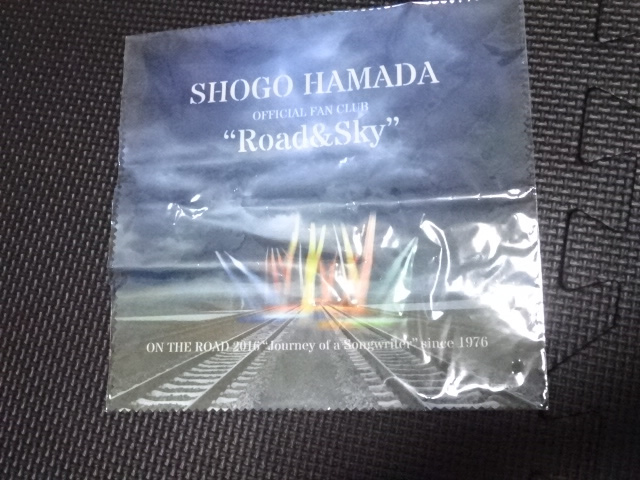 SHOGO HAMADA
OFFICIAL FAN CLUB
“Road&Sky”
ON THE ROAD 2016 “Journey of a Songwriter” since 1976